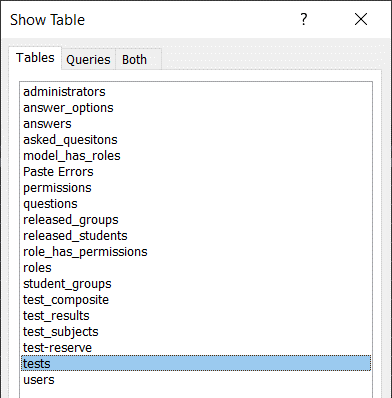 Show Table
?
Tables Queries Both
administrators
answer_options
answers
asked_quesitons
model_has_roles
Paste Errors
permissions
questions
released_groups
released_students
role_has_permissions
roles
student_groups
test_composite
test_results
test_subjects
test-reserve
tests
users